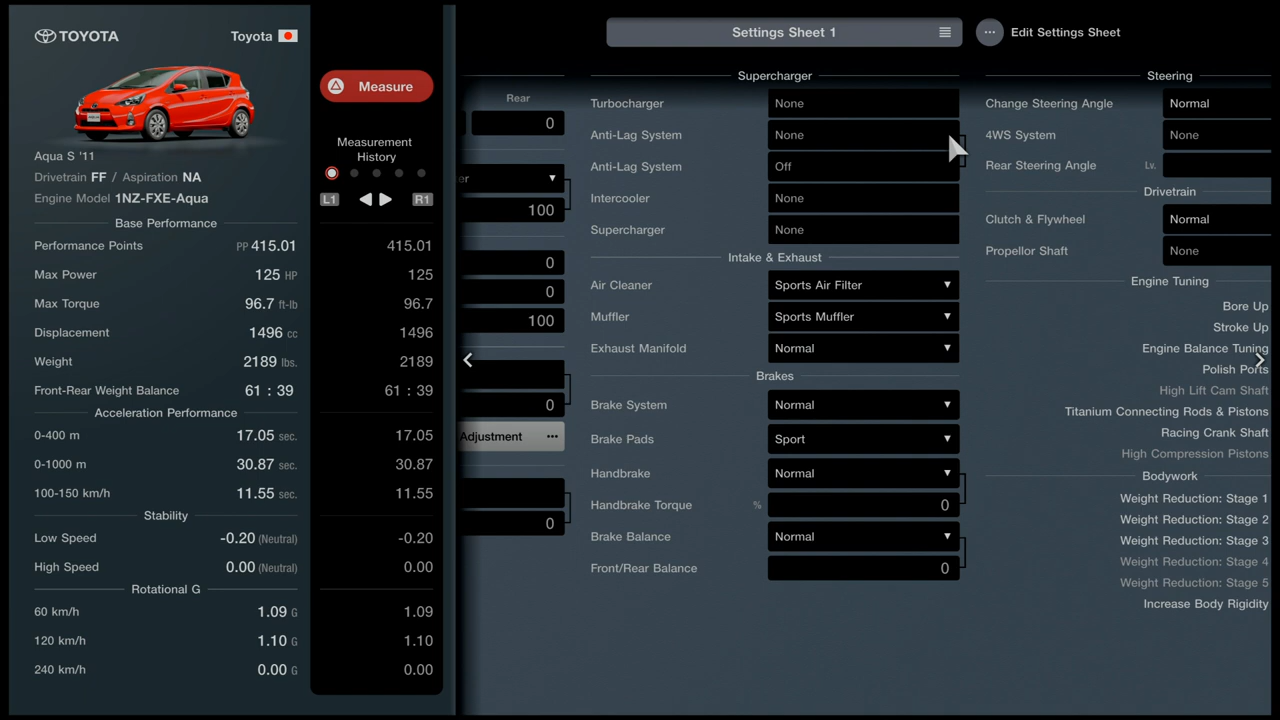 TOYOTA
Toyota
Aqua S '11
Drivetrain FF / Aspiration NA
Engine Model 1NZ-FXE-Aqua
Base Performance
Performance Points PP 415.01
Max Power 125 HP
Max Torque 96.7 ft-lb
Displacement 1496 cc
Weight 2189 lbs.
Front-Rear Weight Balance 61 : 39
Acceleration Performance
0-400 m 17.05 sec.
0-1000 m 30.87 sec.
100-150 km/h 11.55 sec.
Stability
Low Speed -0.20 (Neutral)
High Speed 0.00 (Neutral)
Rotational G
60 km/h 1.09 G
120 km/h 1.10 G
240 km/h 0.00 G
Measure
Measurement
History
L1 R1
415.01
125
96.7
1496
2189
61 : 39
17.05
30.87
11.55
-0.20
0.00
1.09
1.10
0.00
Settings Sheet 1
Edit Settings Sheet
Rear
0
er
100
0
0
100
0
Adjustment
0
Supercharger
Turbocharger None
Anti-Lag System None
Anti-Lag System Off
Intercooler None
Supercharger None
Intake & Exhaust
Air Cleaner Sports Air Filter
Muffler Sports Muffler
Exhaust Manifold Normal
Brakes
Brake System Normal
Brake Pads Sport
Handbrake Normal
Handbrake Torque % 0
Brake Balance Normal
Front/Rear Balance 0
Steering
Change Steering Angle Normal
4WS System None
Rear Steering Angle Lv.
Drivetrain
Clutch & Flywheel Normal
Propellor Shaft None
Engine Tuning
Bore Up
Stroke Up
Engine Balance Tuning
Polish Ports
High Lift Cam Shaft
Titanium Connecting Rods & Pistons
Racing Crank Shaft
High Compression Pistons
Bodywork
Weight Reduction: Stage 1
Weight Reduction: Stage 2
Weight Reduction: Stage 3
Weight Reduction: Stage 4
Weight Reduction: Stage 5
Increase Body Rigidity